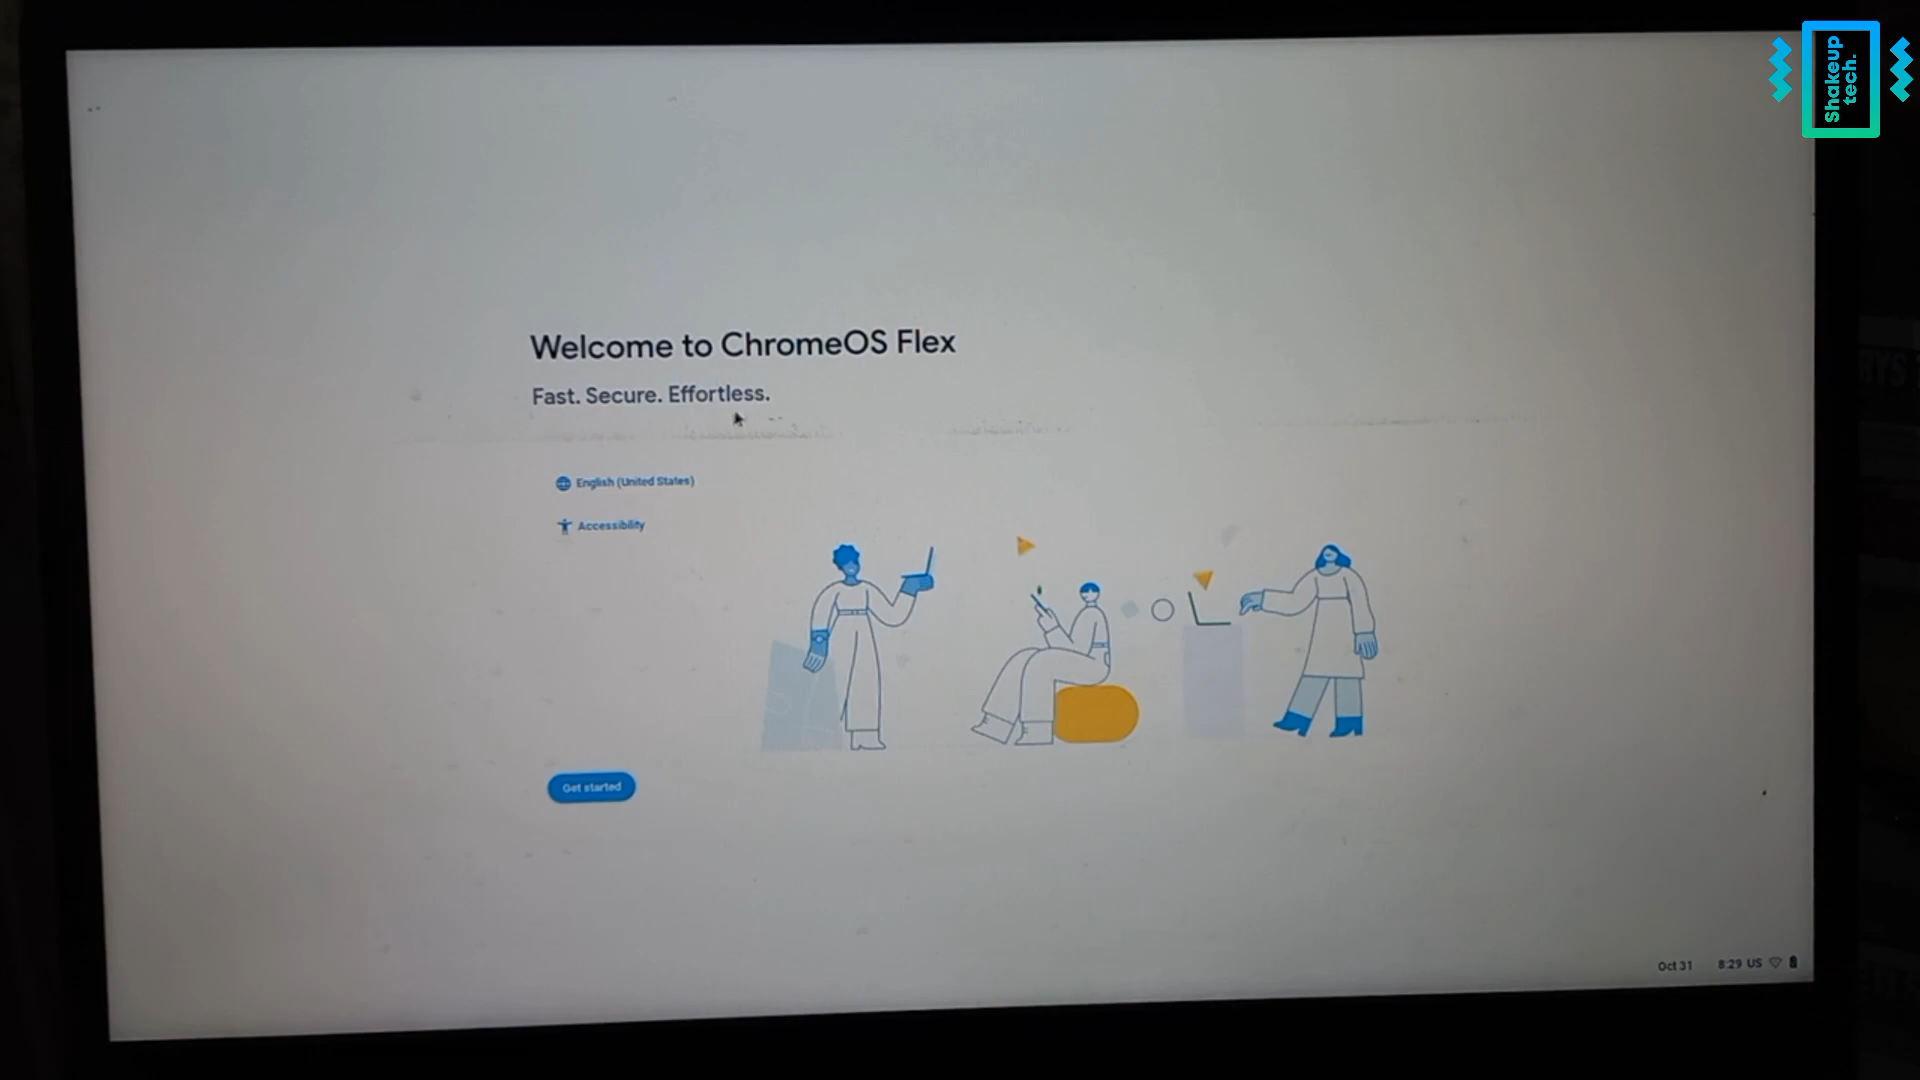 Shakeup
tech.
Welcome to ChromeOS Flex
Fast. Secure. Effortless.
English (United States)
Accessibility
Get started
Oct 31 8:29 US